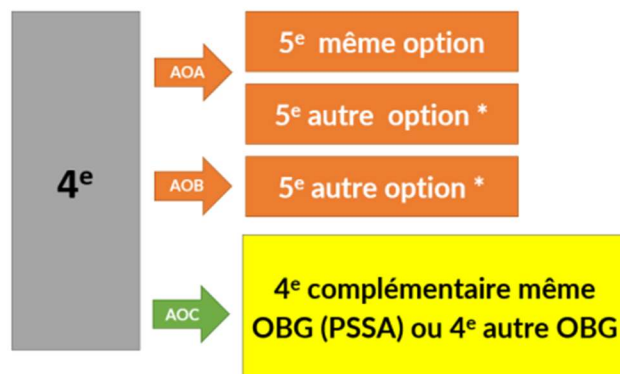 4ᵉ
AOA
5ᵉ même option
5ᵉ autre option *
AOB
5ᵉ autre option *
AOC
4ᵉ complémentaire même
OBG (PSSA) ou 4ᵉ autre OBG